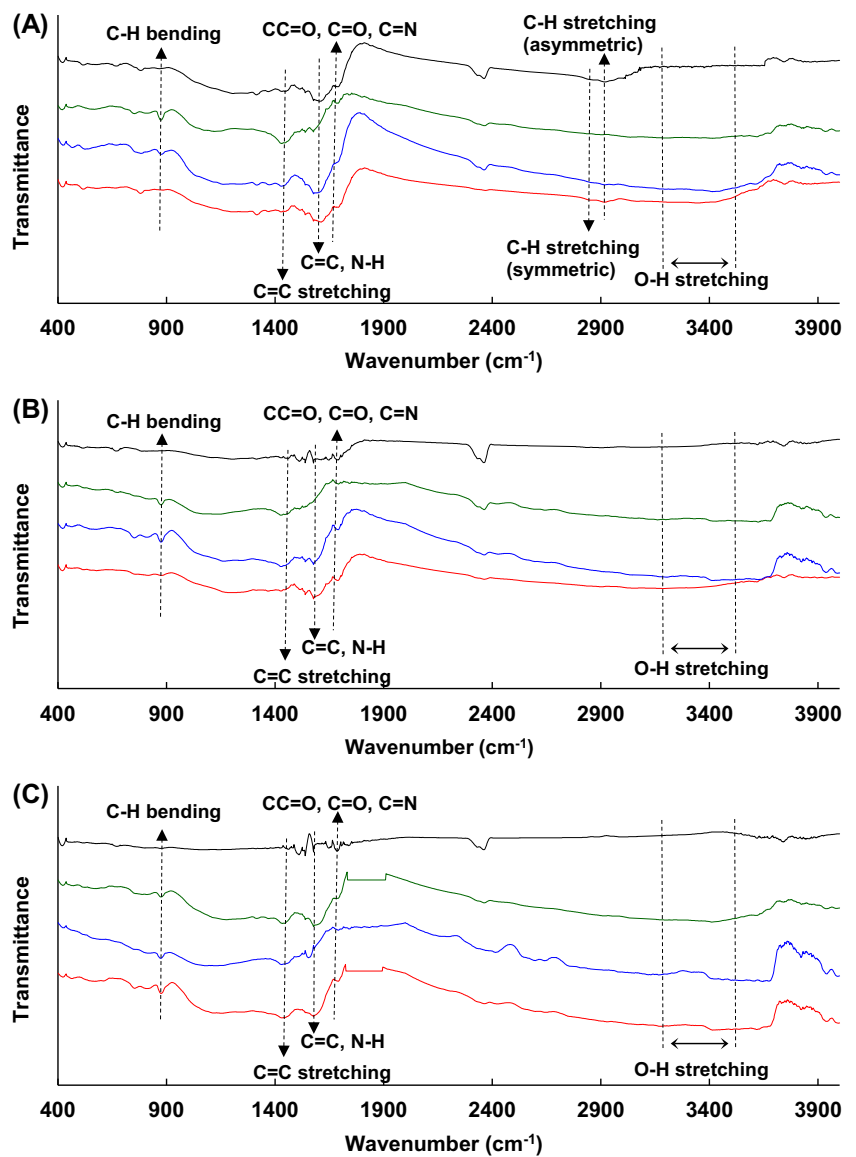 (A)
C-H bending
CC=O, C=O, C=N
C-H stretching
(asymmetric)
Transmittance
C=C, N-H
C=C stretching
C-H stretching
(symmetric)
O-H stretching
400 900 1400 1900 2400 2900 3400 3900
Wavenumber (cm-1)
(B)
C-H bending
CC=O, C=O, C=N
Transmittance
C=C, N-H
C=C stretching
O-H stretching
400 900 1400 1900 2400 2900 3400 3900
Wavenumber (cm-1)
(C)
C-H bending
CC=O, C=O, C=N
Transmittance
C=C, N-H
C=C stretching
O-H stretching
400 900 1400 1900 2400 2900 3400 3900
Wavenumber (cm-1)